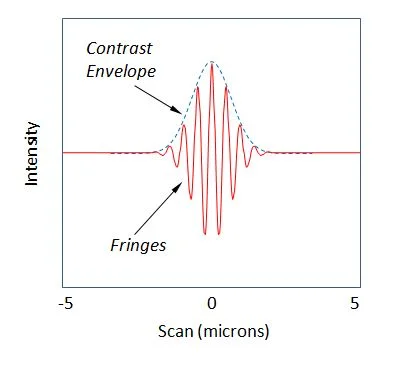 Contrast
Envelope
Intensity
Fringes
-5
0
5
Scan (microns)